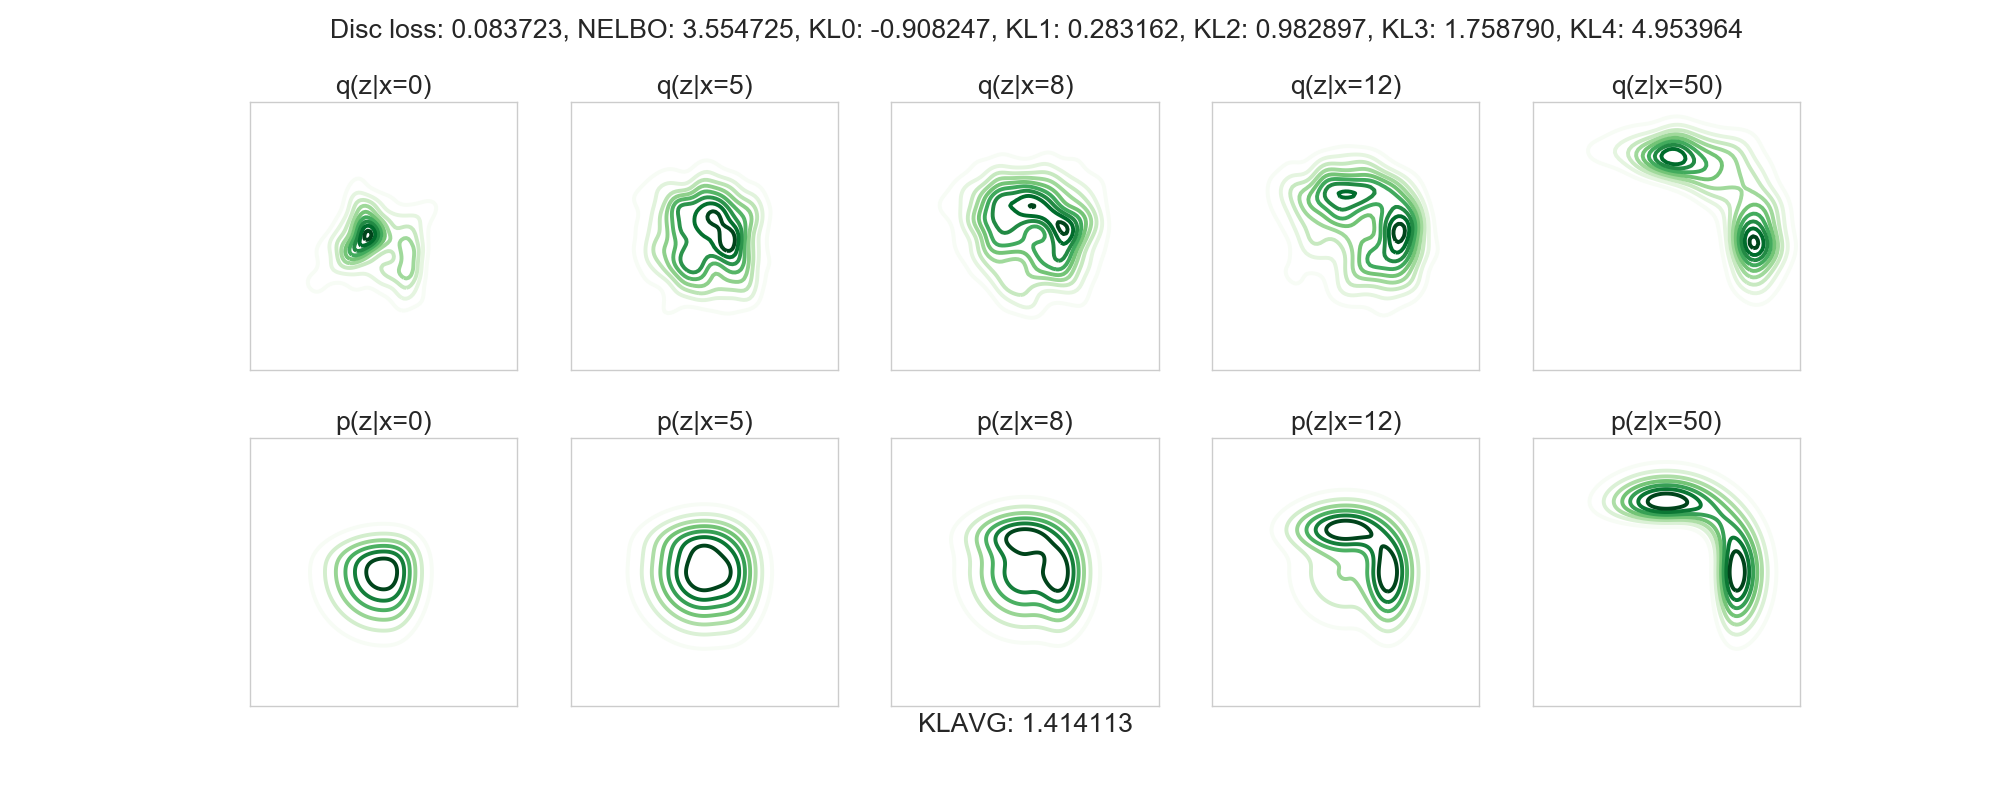 Disc loss: 0.083723, NELBO: 3.554725, KL0: -0.908247, KL1: 0.283162, KL2: 0.982897, KL3: 1.758790, KL4: 4.953964
q(z|x=0) q(z|x=5) q(z|x=8) q(z|x=12) q(z|x=50)
p(z|x=0) p(z|x=5) p(z|x=8) p(z|x=12) p(z|x=50)
KLAVG: 1.414113